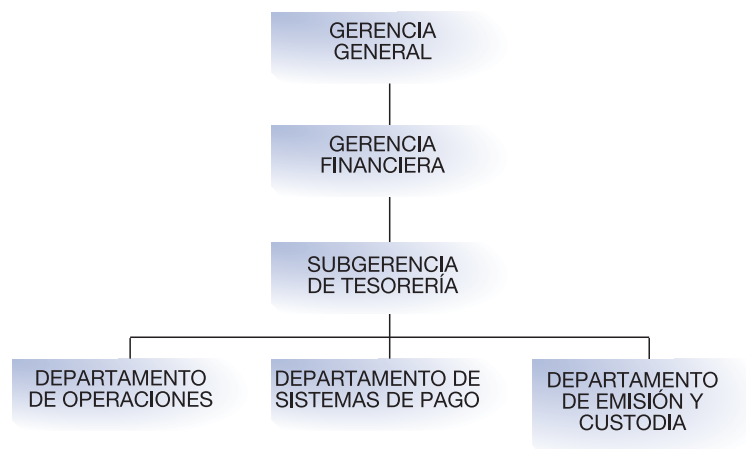 GERENCIA
GENERAL
GERENCIA
FINANCIERA
SUBGERENCIA
DE TESORERÍA
DEPARTAMENTO
DE OPERACIONES
DEPARTAMENTO DE
SISTEMAS DE PAGO
DEPARTAMENTO
DE EMISIÓN Y
CUSTODIA